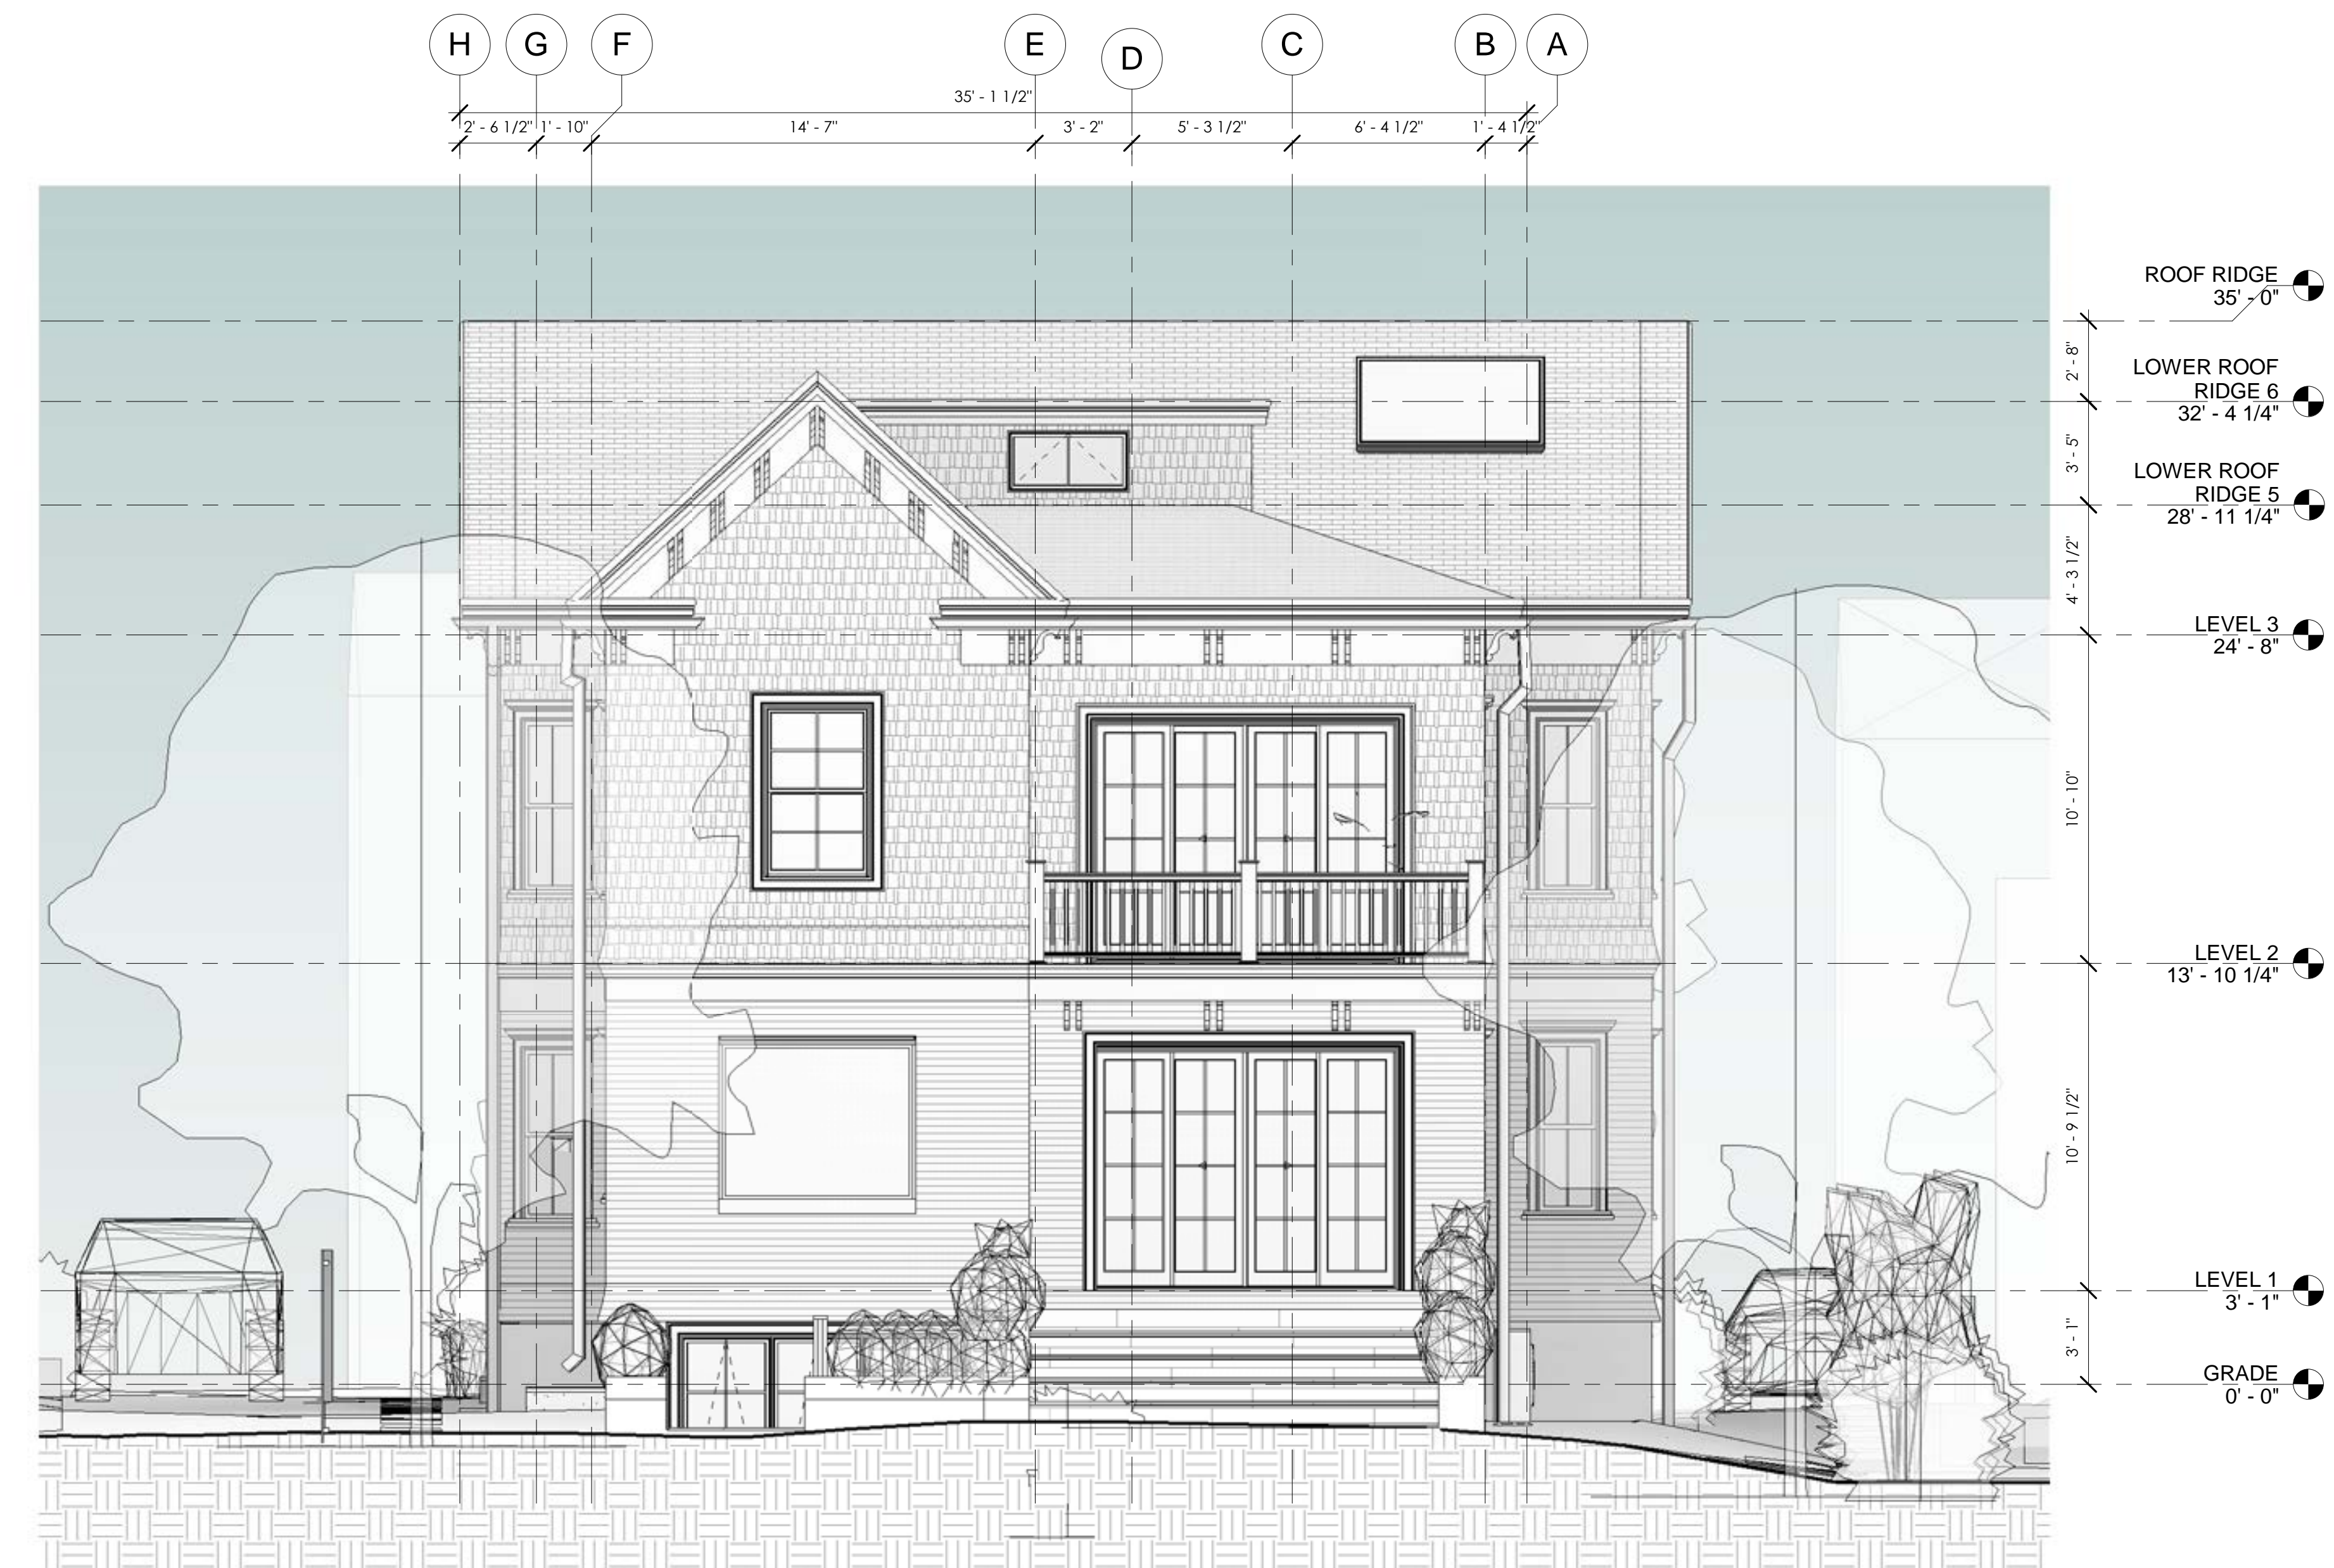 H G F E D C B A
35' - 1 1/2"
2' - 6 1/2" 1' - 10" 14' - 7" 3' - 2" 5' - 3 1/2" 6' - 4 1/2" 1' - 4 1/2"
ROOF RIDGE
35' - 0"
2' - 8"
LOWER ROOF
RIDGE 6
32' - 4 1/4"
3' - 5"
LOWER ROOF
RIDGE 5
28' - 11 1/4"
4' - 3 1/2"
LEVEL 3
24' - 8"
10' - 10"
LEVEL 2
13' - 10 1/4"
10' - 9 1/2"
LEVEL 1
3' - 1"
3' - 1"
GRADE
0' - 0"